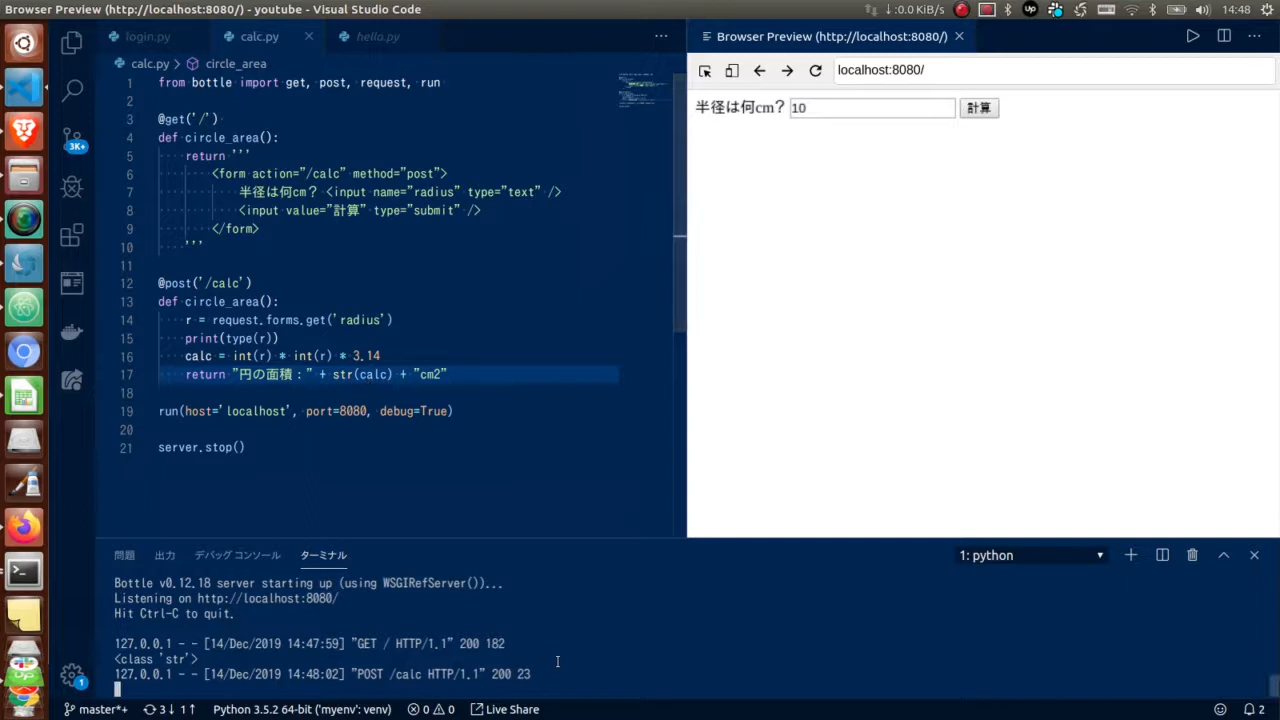 Browser Preview (http://localhost:8080/) - youtube - Visual Studio Code
↓:0.0 KiB/s
14:48
login.py calc.py × hello.py ···
Browser Preview (http://localhost:8080/) ×
calc.py > circle_area
localhost:8080/
半径は何cm? 10 計算
3K+
1 from bottle import get, post, request, run
2
3 @get('/')
4 def circle_area():
5 return '''
6 <form action="/calc" method="post">
7 半径は何cm? <input name="radius" type="text" />
8 <input value="計算" type="submit" />
9 </form>
10 '''
11
12 @post('/calc')
13 def circle_area():
14 r = request.forms.get('radius')
15 print(type(r))
16 calc = int(r) * int(r) * 3.14
17 return "円の面積:" + str(calc) + "cm2"
18
19 run(host='localhost', port=8080, debug=True)
20
21 server.stop()
問題 出力 デバッグ コンソール ターミナル
1: python
Bottle v0.12.18 server starting up (using WSGIRefServer())...
Listening on http://localhost:8080/
Hit Ctrl-C to quit.
127.0.0.1 - - [14/Dec/2019 14:47:59] "GET / HTTP/1.1" 200 182
<class 'str'>
127.0.0.1 - - [14/Dec/2019 14:48:02] "POST /calc HTTP/1.1" 200 23
1
master*+ 3↓ 1↑ Python 3.5.2 64-bit ('myenv': venv) 0 0 Live Share
2